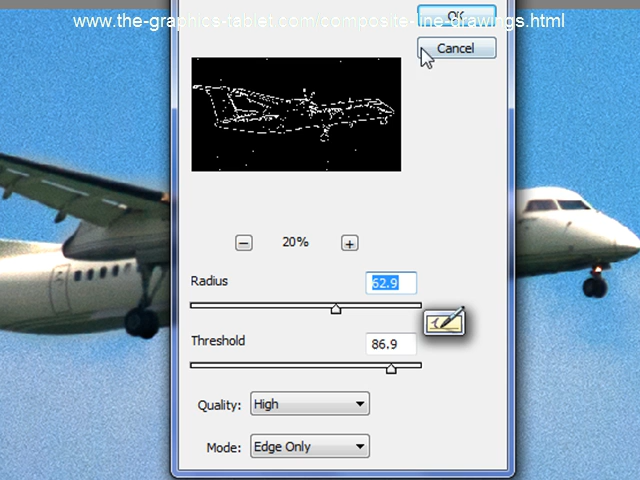 www.the-graphics-tablet.com/composite-line-drawings.html
OK
Cancel
20%
Radius
62.9
Threshold
86.9
Quality: High
Mode: Edge Only